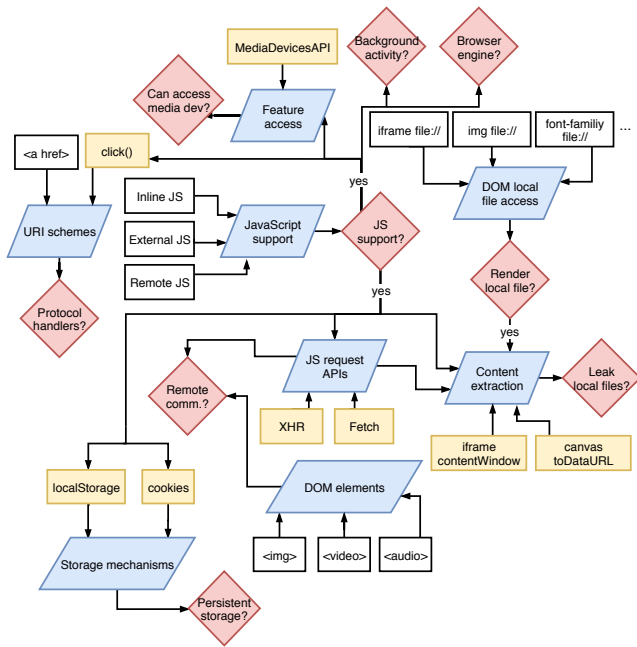 MediaDevicesAPI
Background
activity?
Browser
engine?
Can access
media dev?
Feature
access
iframe file://
img file://
font-familiy
file://
...
<a href>
click()
yes
Inline JS
External JS
Remote JS
JavaScript
support
JS
support?
DOM local
file access
URI schemes
Protocol
handlers?
yes
Render
local file?
yes
JS request
APIs
Content
extraction
Leak
local files?
Remote
comm.?
XHR
Fetch
iframe
contentWindow
canvas
toDataURL
localStorage
cookies
DOM elements
<img>
<video>
<audio>
Storage mechanisms
Persistent
storage?